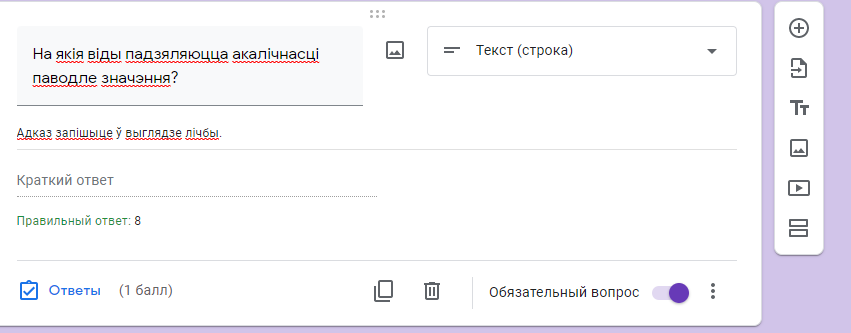 На якія віды падзяляюцца акалічнасці
паводле значэння?
Текст (строка)
Адказ запішыце ў выглядзе лічбы.
Краткий ответ
Правильный ответ: 8
Ответы (1 балл) Обязательный вопрос
Тт